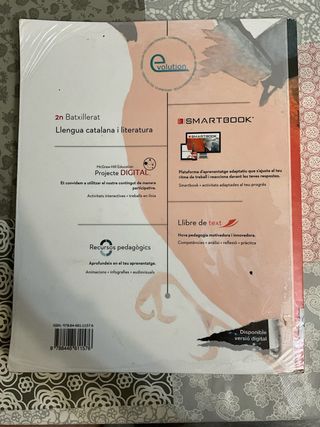 evolution
2n Batxillerat
Llengua catalana i literatura
McGraw Hill Education
Projecte DIGITAL
Et convidem a utilitzar el nostre contingut de manera
participativa.
Activitats interactives • treballs en línia
Recursos pedagògics
Aprofundeix en el teu aprenentatge.
Animacions • infografies • audiovisuals
SMARTBOOK
Plataforma d'aprenentatge adaptatiu que s'ajusta al teu
ritme de treball i reacciona davant les teves respostes.
Smartbook • activitats adaptades al teu progrés
Llibre de text
Nova pedagogia motivadora i innovadora.
Competències • anàlisi • reflexió • pràctica
Disponible
versió digital